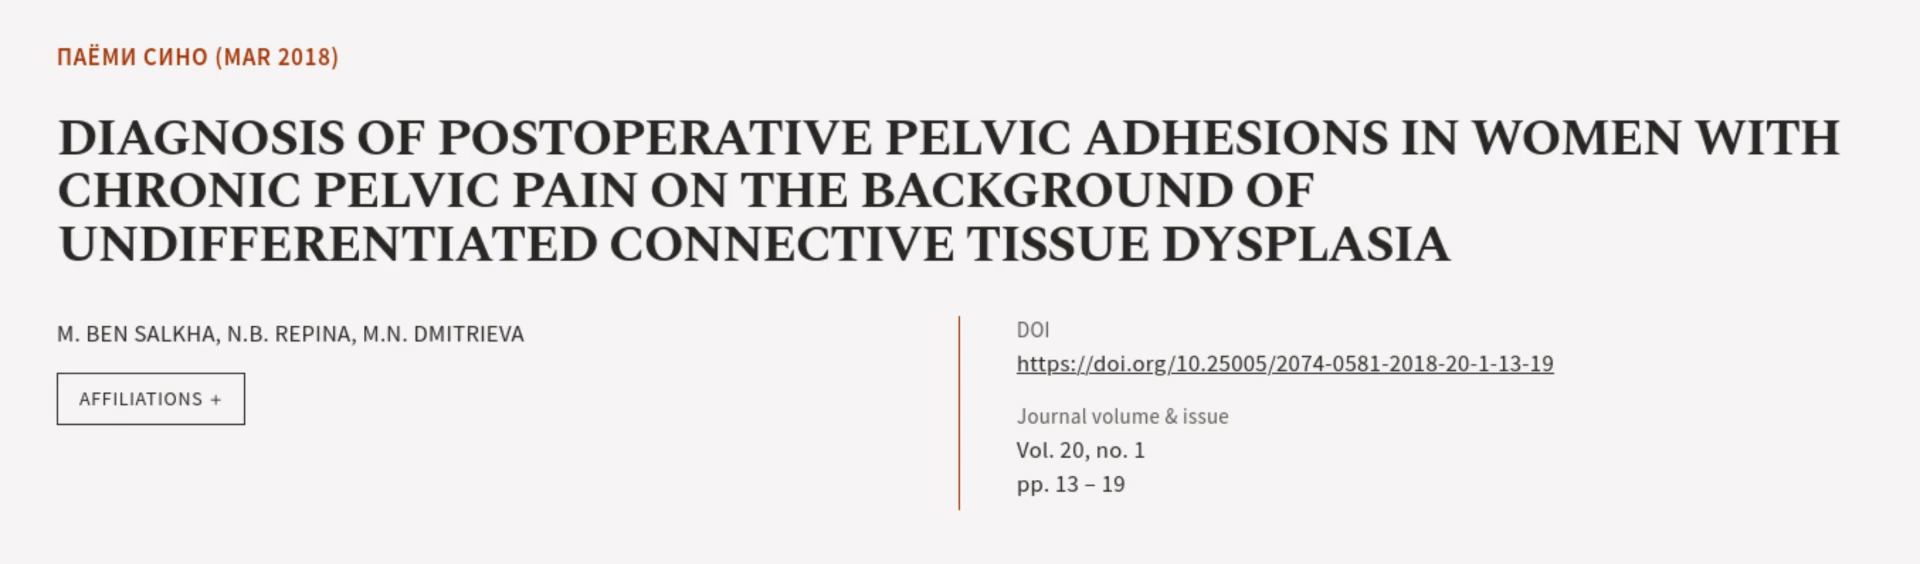 ПАЁМИ СИНО (MAR 2018)
DIAGNOSIS OF POSTOPERATIVE PELVIC ADHESIONS IN WOMEN WITH
CHRONIC PELVIC PAIN ON THE BACKGROUND OF
UNDIFFERENTIATED CONNECTIVE TISSUE DYSPLASIA
M. BEN SALKHA, N.B. REPINA, M.N. DMITRIEVA
AFFILIATIONS +
DOI
https://doi.org/10.25005/2074-0581-2018-20-1-13-19
Journal volume & issue
Vol. 20, no. 1
pp. 13 – 19